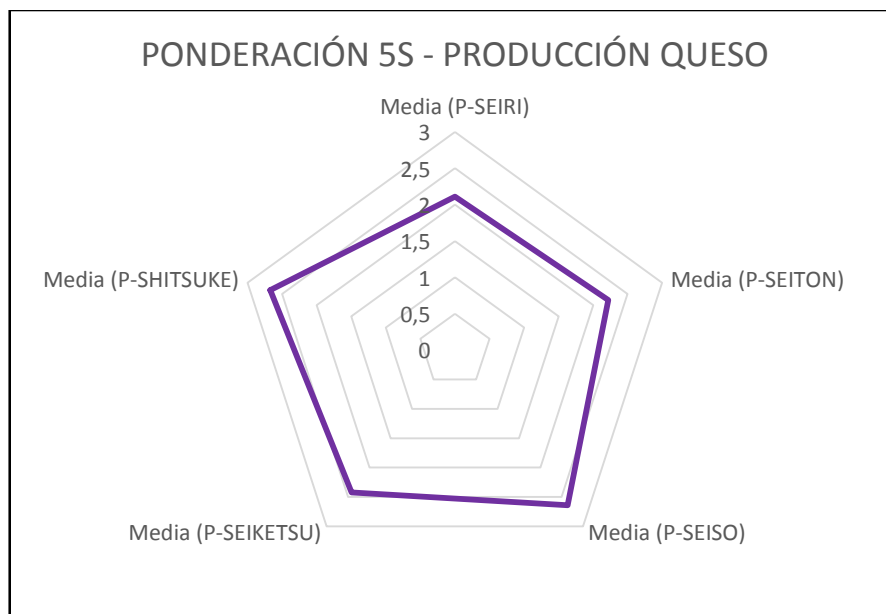 PONDERACIÓN 5S - PRODUCCIÓN QUESO
Media (P-SEIRI)
3
2,5
2
1,5
1
0,5
0
Media (P-SHITSUKE)
Media (P-SEITON)
Media (P-SEIKETSU)
Media (P-SEISO)